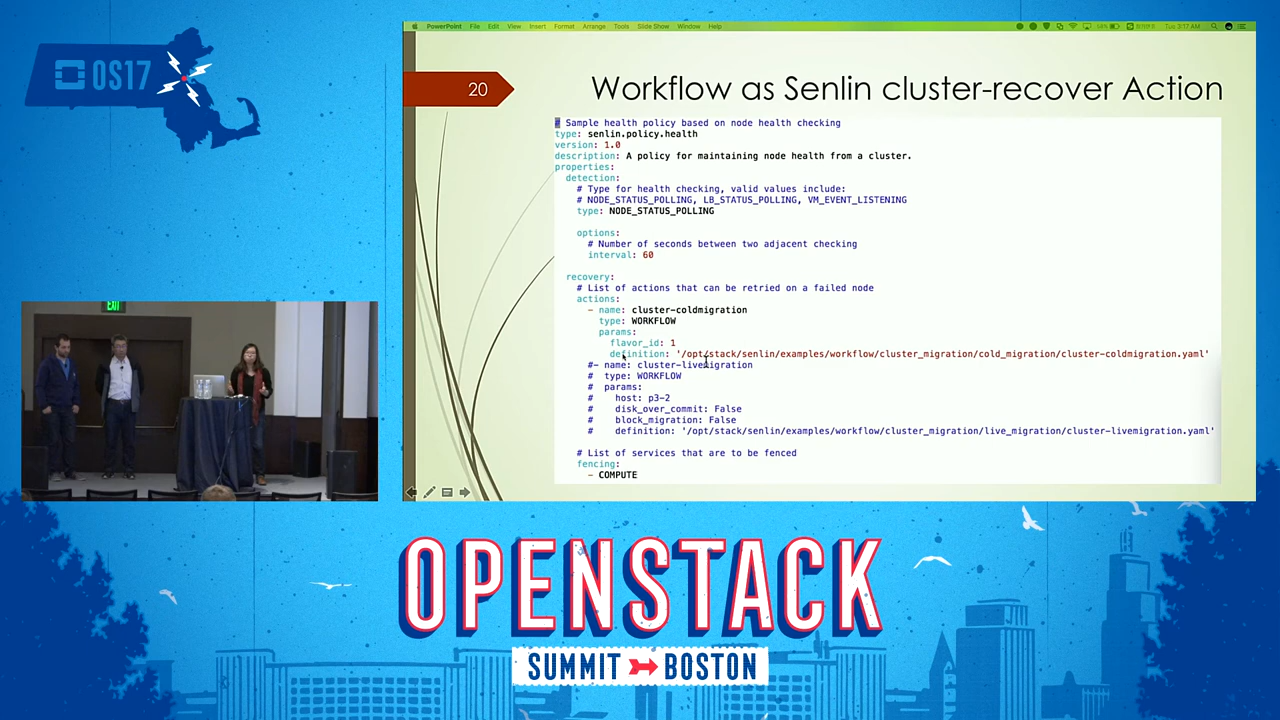 OS17
PowerPoint File Edit View Insert Format Arrange Tools Slide Show Window Help
Tue 3:17 AM
20
Workflow as Senlin cluster-recover Action
# Sample health policy based on node health checking
type: senlin.policy.health
version: 1.0
description: A policy for maintaining node health from a cluster.
properties:
detection:
# Type for health checking, valid values include:
# NODE_STATUS_POLLING, LB_STATUS_POLLING, VM_EVENT_LISTENING
type: NODE_STATUS_POLLING
options:
# Number of seconds between two adjacent checking
interval: 60
recovery:
# List of actions that can be retried on a failed node
actions:
- name: cluster-coldmigration
type: WORKFLOW
params:
flavor_id: 1
definition: '/opt/stack/senlin/examples/workflow/cluster_migration/cold_migration/cluster-coldmigration.yaml'
#- name: cluster-livemigration
# type: WORKFLOW
# params:
# host: p3-2
# disk_over_commit: False
# block_migration: False
# definition: '/opt/stack/senlin/examples/workflow/cluster_migration/live_migration/cluster-livemigration.yaml'
# List of services that are to be fenced
fencing:
- COMPUTE
EXIT
OPENSTACK
SUMMIT BOSTON